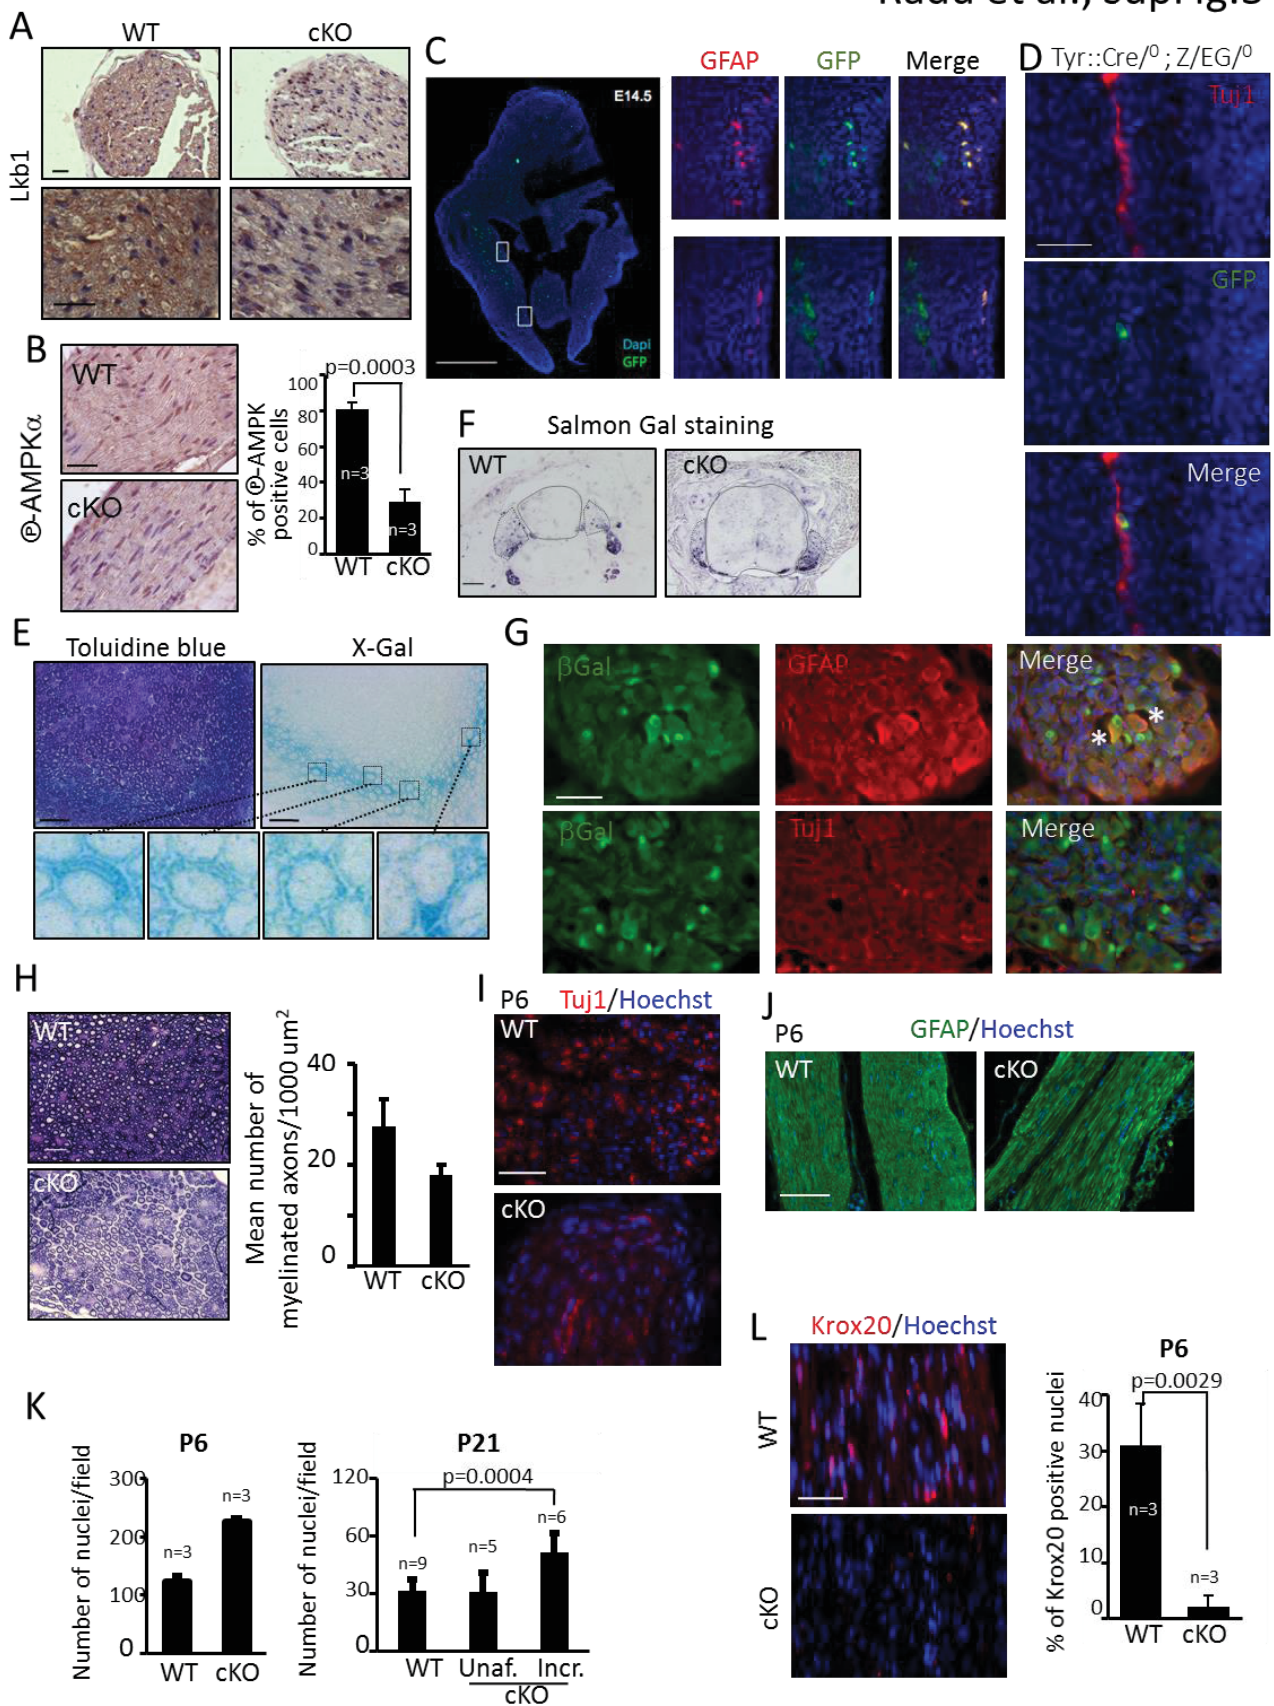 A
WT
cKO
Lkb1
B
WT
cKO
Ⓟ-AMPKα
p=0.0003
% of Ⓟ-AMPK
positive cells
100
80
60
40
20
0
n=3
n=3
WT
cKO
C
E14.5
Dapi
GFP
GFAP
GFP
Merge
D
Tyr::Cre/⁰ ; Z/EG/⁰
Tuj1
GFP
Merge
F
Salmon Gal staining
WT
cKO
E
Toluidine blue
X-Gal
G
βGal
GFAP
Merge
*
*
βGal
Tuj1
Merge
H
WT
cKO
Mean number of
myelinated axons/1000 um²
40
20
0
WT
cKO
I
P6
Tuj1/Hoechst
WT
cKO
J
P6
GFAP/Hoechst
WT
cKO
K
P6
Number of nuclei/field
300
200
100
0
n=3
n=3
WT
cKO
P21
Number of nuclei/field
120
60
30
0
p=0.0004
n=9
n=5
n=6
WT
Unaf.
Incr.
cKO
L
Krox20/Hoechst
WT
cKO
P6
p=0.0029
% of Krox20 positive nuclei
40
30
20
10
0
n=3
n=3
WT
cKO